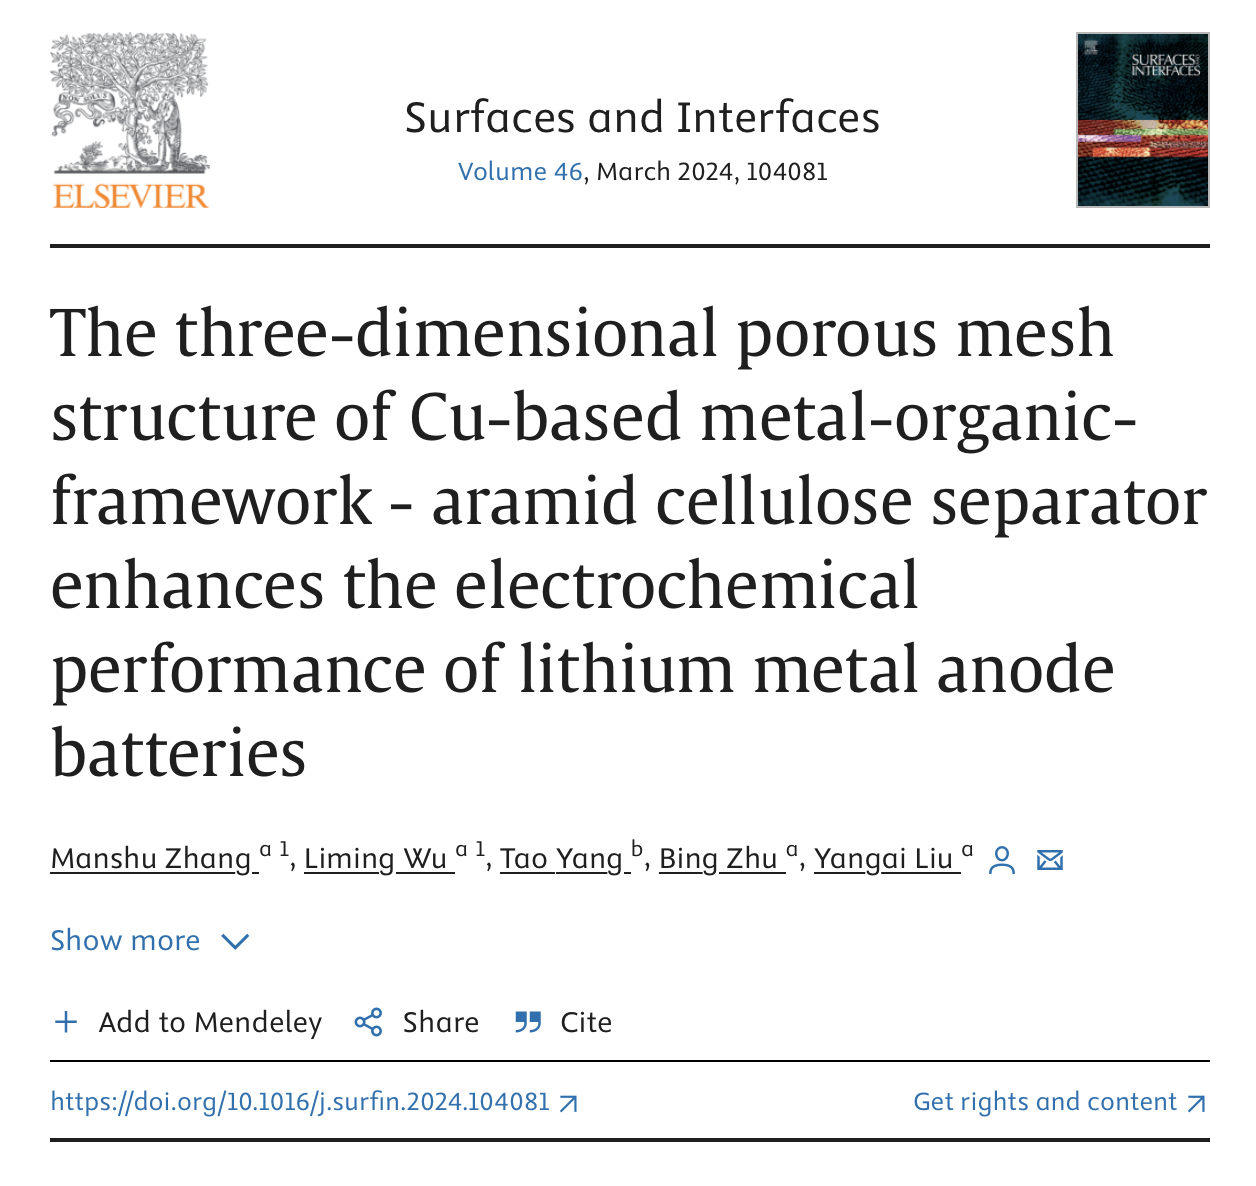 ELSEVIER
Surfaces and Interfaces
Volume 46, March 2024, 104081
SURFACES AND
INTERFACES
The three-dimensional porous mesh
structure of Cu-based metal-organic-
framework - aramid cellulose separator
enhances the electrochemical
performance of lithium metal anode
batteries
Manshu Zhang a 1, Liming Wu a 1, Tao Yang b, Bing Zhu a, Yangai Liu a
Show more
Add to Mendeley Share Cite
https://doi.org/10.1016/j.surfin.2024.104081 Get rights and content